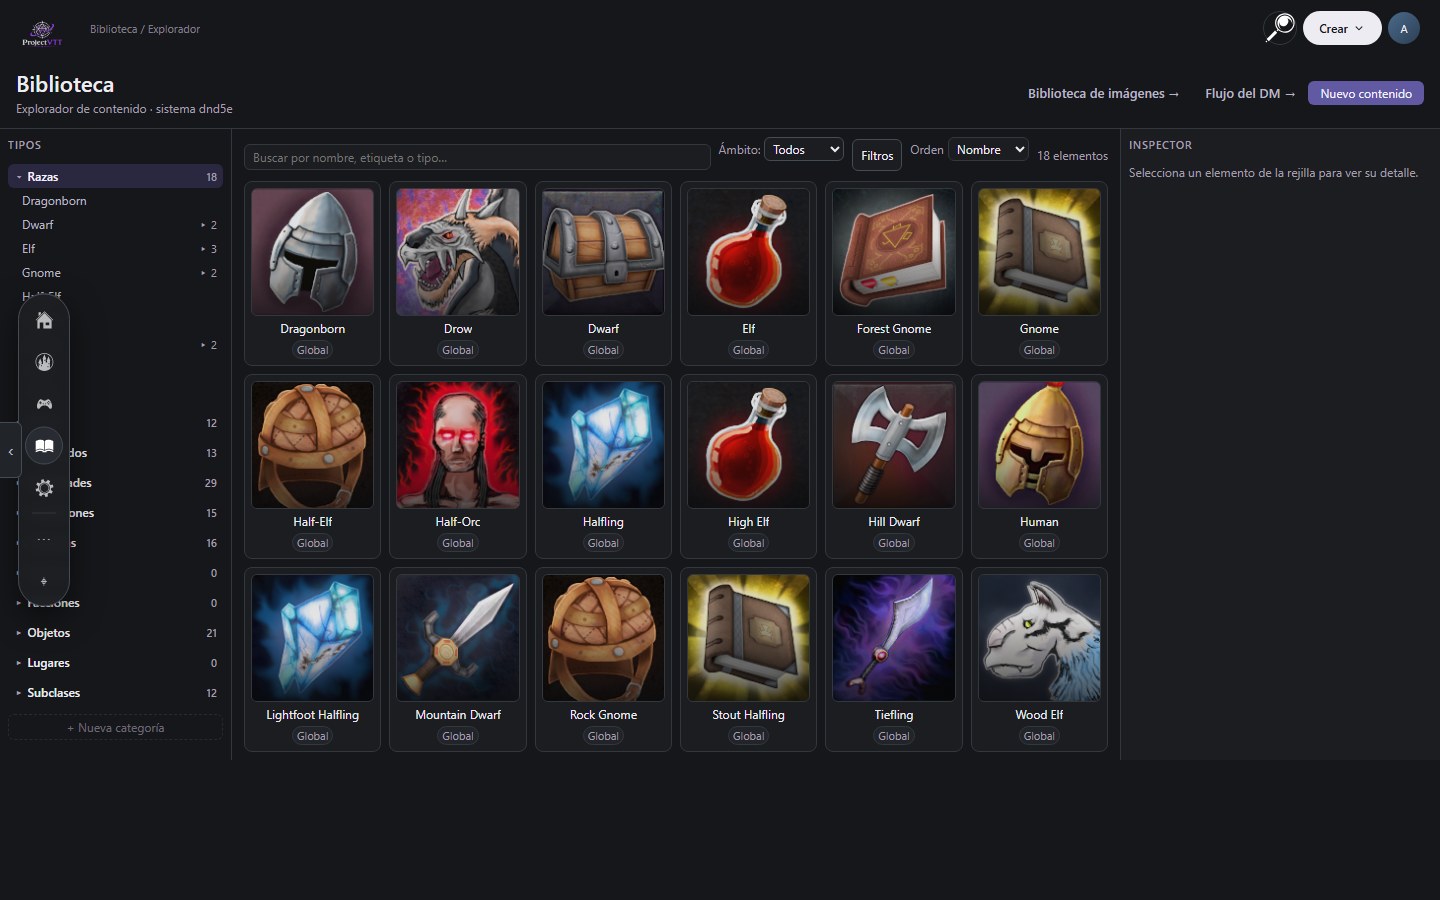 ProjectVTT
Biblioteca / Explorador
Crear
A
Biblioteca
Explorador de contenido · sistema dnd5e
Biblioteca de imágenes →
Flujo del DM →
Nuevo contenido
TIPOS
Razas 18
Dragonborn
Dwarf 2
Elf 3
Gnome 2
2
12
13
29
15
16
0
0
Objetos 21
Lugares 0
Subclases 12
+ Nueva categoría
Buscar por nombre, etiqueta o tipo...
Ámbito: Todos
Filtros
Orden Nombre
18 elementos
Dragonborn
Global
Drow
Global
Dwarf
Global
Elf
Global
Forest Gnome
Global
Gnome
Global
Half-Elf
Global
Half-Orc
Global
Halfling
Global
High Elf
Global
Hill Dwarf
Global
Human
Global
Lightfoot Halfling
Global
Mountain Dwarf
Global
Rock Gnome
Global
Stout Halfling
Global
Tiefling
Global
Wood Elf
Global
INSPECTOR
Selecciona un elemento de la rejilla para ver su detalle.